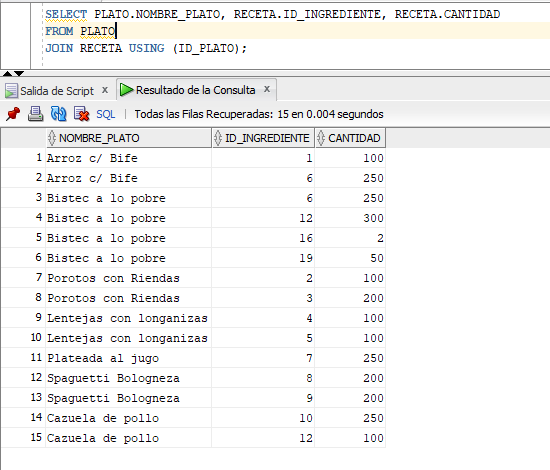 SELECT PLATO.NOMBRE_PLATO, RECETA.ID_INGREDIENTE, RECETA.CANTIDAD
FROM PLATO
JOIN RECETA USING (ID_PLATO);
Salida de Script x Resultado de la Consulta x
SQL | Todas las Filas Recuperadas: 15 en 0.004 segundos
NOMBRE_PLATO ID_INGREDIENTE CANTIDAD
1 Arroz c/ Bife 1 100
2 Arroz c/ Bife 6 250
3 Bistec a lo pobre 6 250
4 Bistec a lo pobre 12 300
5 Bistec a lo pobre 16 2
6 Bistec a lo pobre 19 50
7 Porotos con Riendas 2 100
8 Porotos con Riendas 3 200
9 Lentejas con longanizas 4 100
10 Lentejas con longanizas 5 100
11 Plateada al jugo 7 250
12 Spaguetti Bologneza 8 200
13 Spaguetti Bologneza 9 200
14 Cazuela de pollo 10 250
15 Cazuela de pollo 12 100